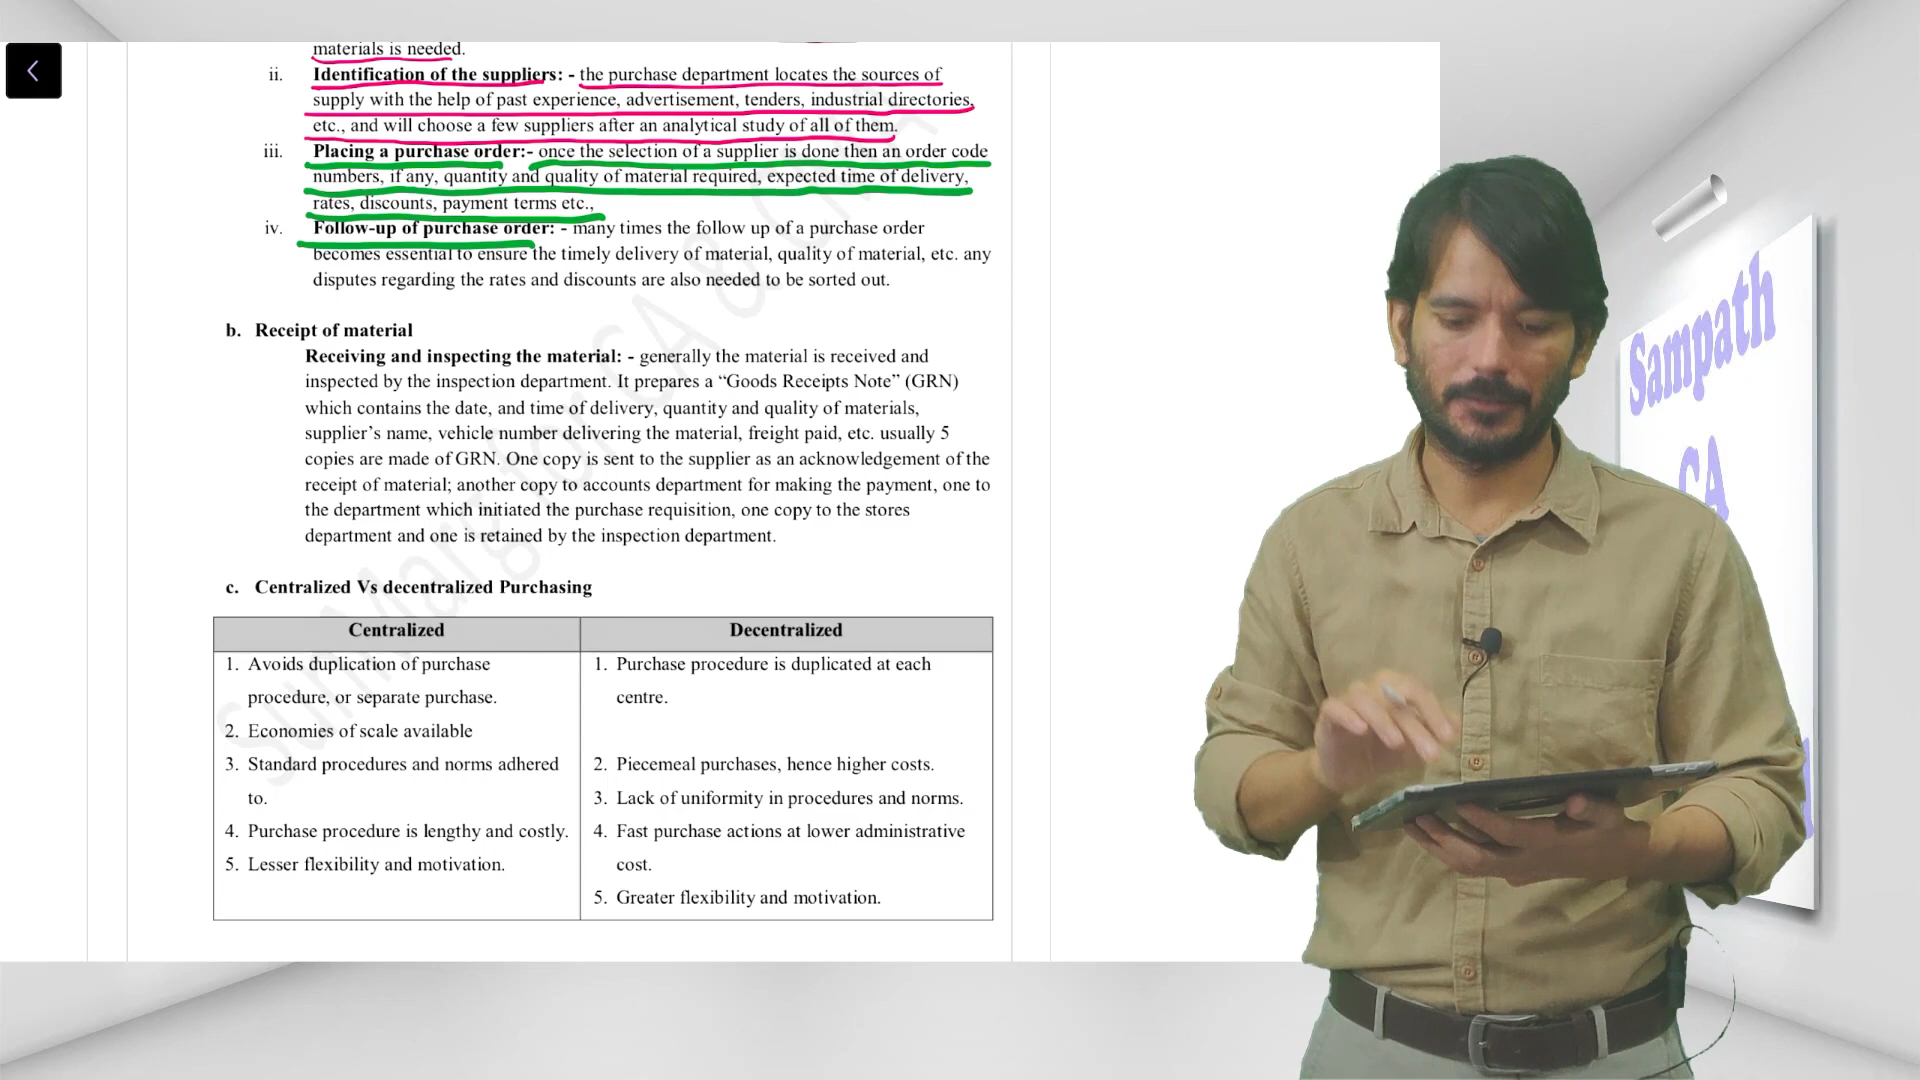 materials is needed.
ii. Identification of the suppliers: - the purchase department locates the sources of
supply with the help of past experience, advertisement, tenders, industrial directories,
etc., and will choose a few suppliers after an analytical study of all of them.
iii. Placing a purchase order:- once the selection of a supplier is done then an order code
numbers, if any, quantity and quality of material required, expected time of delivery,
rates, discounts, payment terms etc.,
iv. Follow-up of purchase order: - many times the follow up of a purchase order
becomes essential to ensure the timely delivery of material, quality of material, etc. any
disputes regarding the rates and discounts are also needed to be sorted out.
b. Receipt of material
Receiving and inspecting the material: - generally the material is received and
inspected by the inspection department. It prepares a “Goods Receipts Note” (GRN)
which contains the date, and time of delivery, quantity and quality of materials,
supplier’s name, vehicle number delivering the material, freight paid, etc. usually 5
copies are made of GRN. One copy is sent to the supplier as an acknowledgement of the
receipt of material; another copy to accounts department for making the payment, one to
the department which initiated the purchase requisition, one copy to the stores
department and one is retained by the inspection department.
c. Centralized Vs decentralized Purchasing
Centralized
1. Avoids duplication of purchase
procedure, or separate purchase.
2. Economies of scale available
3. Standard procedures and norms adhered
to.
4. Purchase procedure is lengthy and costly.
5. Lesser flexibility and motivation.
Decentralized
1. Purchase procedure is duplicated at each
centre.
2. Piecemeal purchases, hence higher costs.
3. Lack of uniformity in procedures and norms.
4. Fast purchase actions at lower administrative
cost.
5. Greater flexibility and motivation.
Sampath
CA